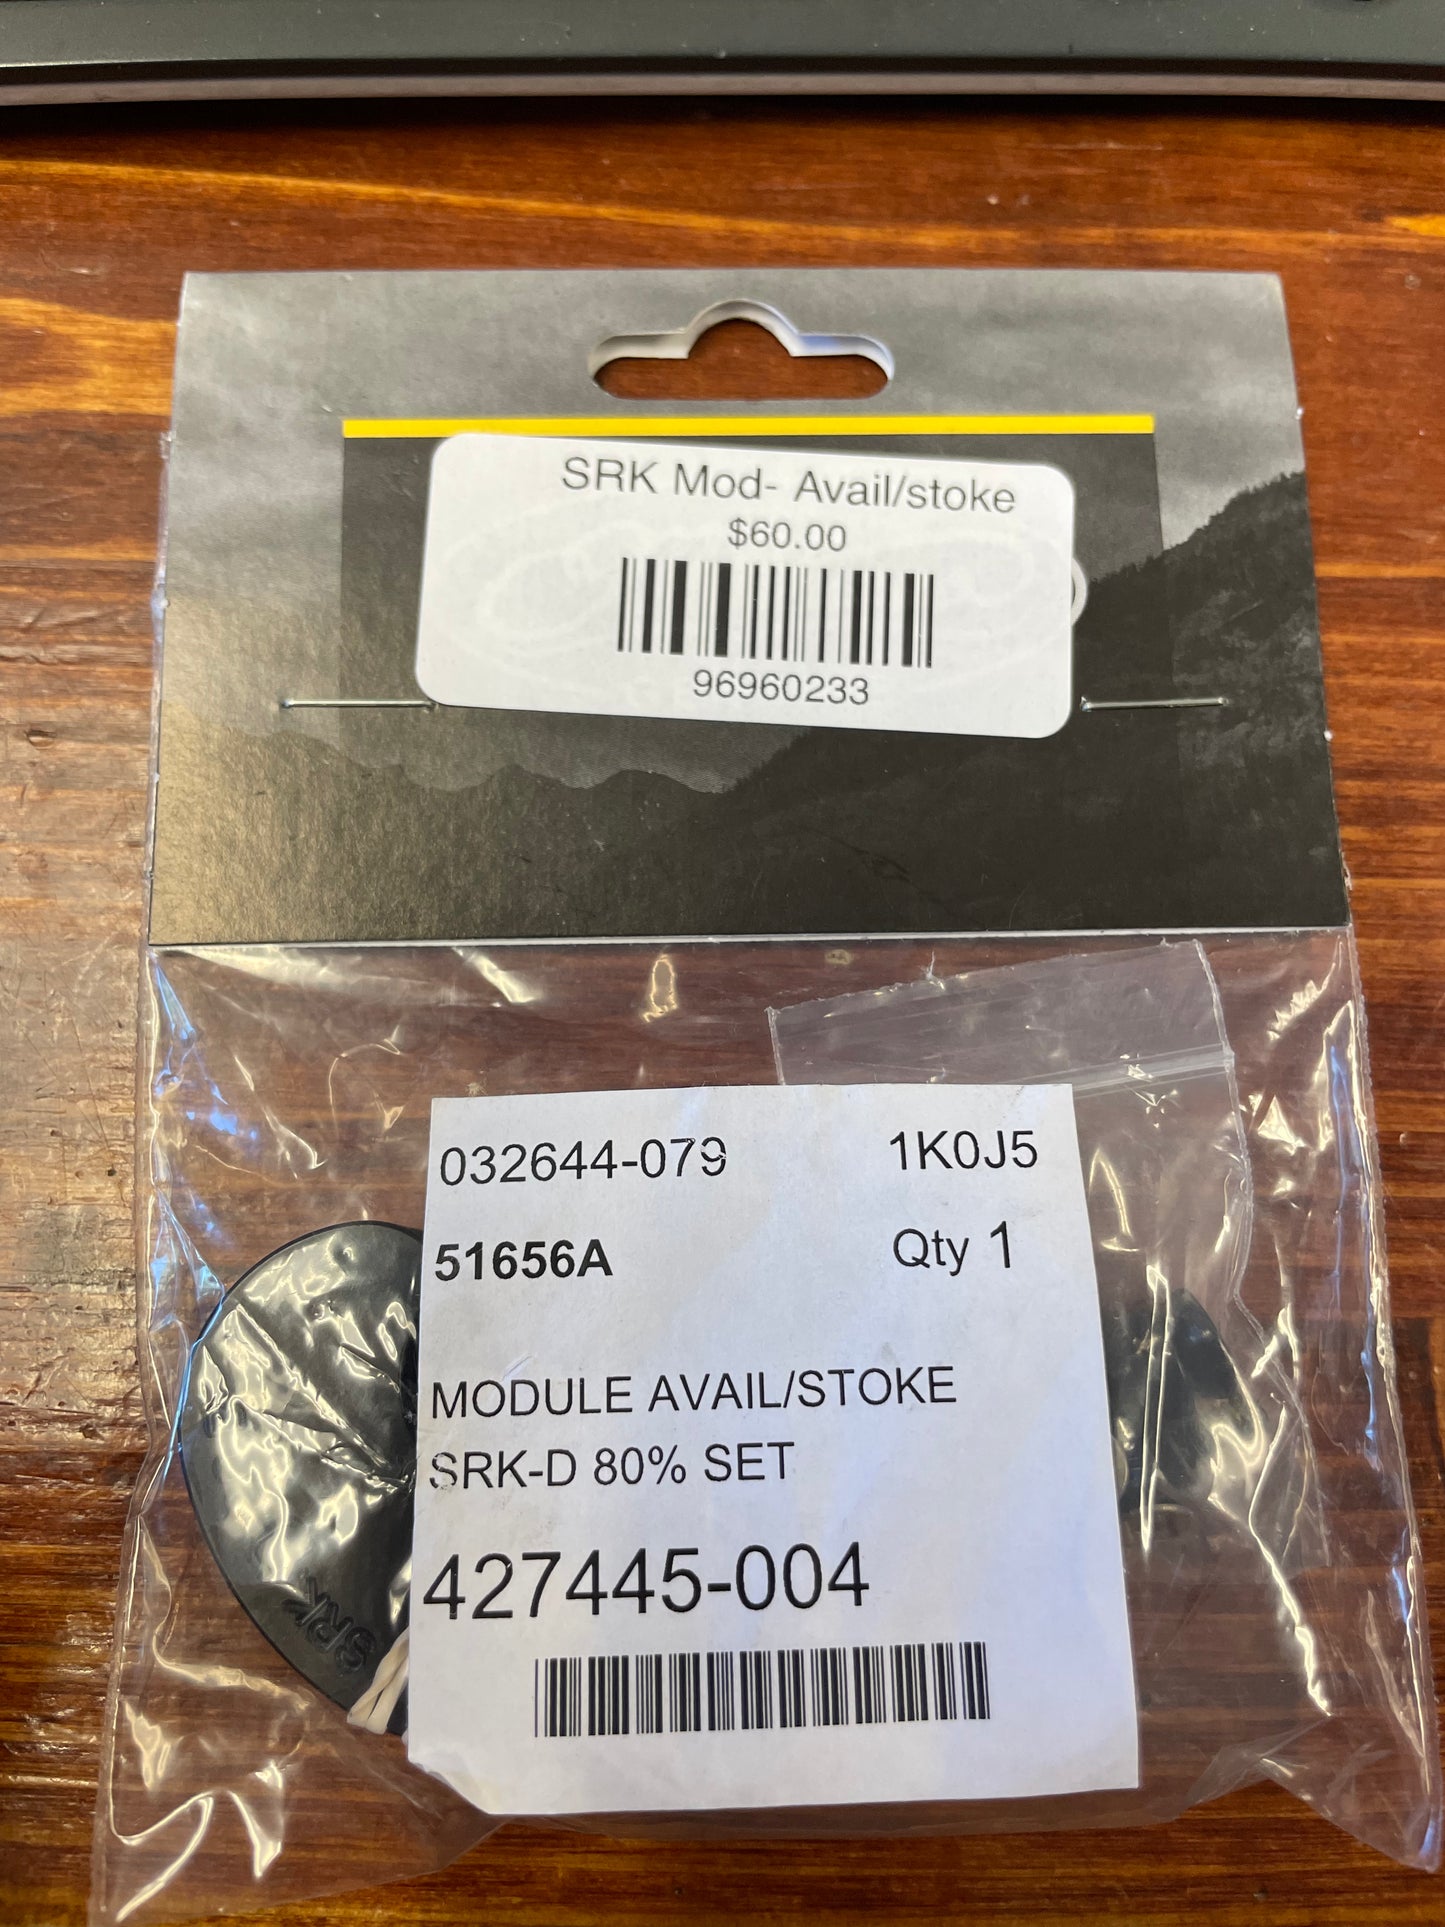 SRK Mod- Avail/stoke
$60.00
96960233
032644-079 1K0J5
51656A Qty 1
MODULE AVAIL/STOKE
SRK-D 80% SET
427445-004
SRK